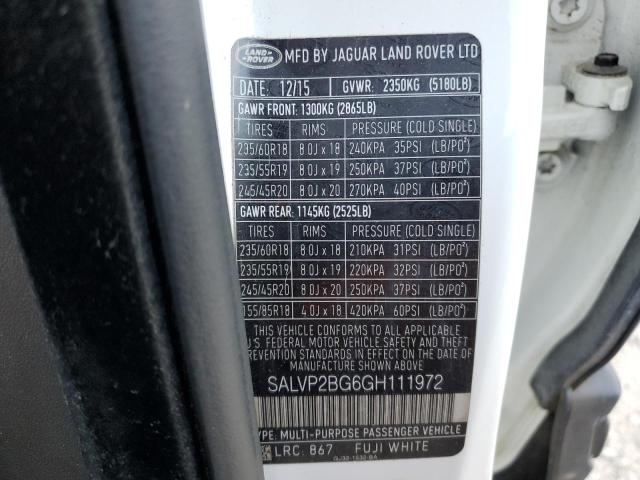 LAND ROVER
MFD BY JAGUAR LAND ROVER LTD
DATE: 12/15 GVWR: 2350KG (5180LB)
GAWR FRONT: 1300KG (2865LB)
TIRES RIMS PRESSURE (COLD SINGLE)
235/60R18 8.0J x 18 240KPA 35PSI (LB/PO²)
235/55R19 8.0J x 19 250KPA 37PSI (LB/PO²)
245/45R20 8.0J x 20 270KPA 40PSI (LB/PO²)
GAWR REAR: 1145KG (2525LB)
TIRES RIMS PRESSURE (COLD SINGLE)
235/60R18 8.0J x 18 210KPA 31PSI (LB/PO²)
235/55R19 8.0J x 19 220KPA 32PSI (LB/PO²)
245/45R20 8.0J x 20 250KPA 37PSI (LB/PO²)
155/85R18 4.0J x 18 420KPA 60PSI (LB/PO²)
THIS VEHICLE CONFORMS TO ALL APPLICABLE
U.S. FEDERAL MOTOR VEHICLE SAFETY AND THEFT
PREVENTION STANDARDS IN EFFECT ON THE DATE
OF MANUFACTURE SHOWN ABOVE.
SALVP2BG6GH111972
TYPE: MULTI-PURPOSE PASSENGER VEHICLE
LRC: 867 FUJI WHITE